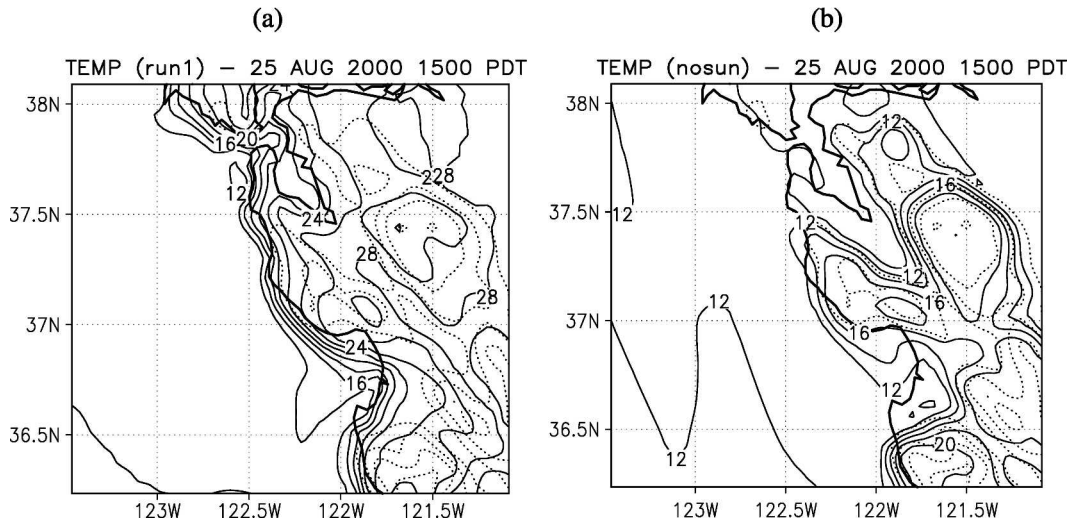 (a)
TEMP (run1) – 25 AUG 2000 1500 PDT
38N
37.5N
37N
36.5N
123W
122.5W
122W
121.5W
24
20
16
12
228
24
28
28
24
16
(b)
TEMP (nosun) – 25 AUG 2000 1500 PDT
38N
37.5N
37N
36.5N
123W
122.5W
122W
121.5W
12
16
12
12
12
16
12
16
12
12
20